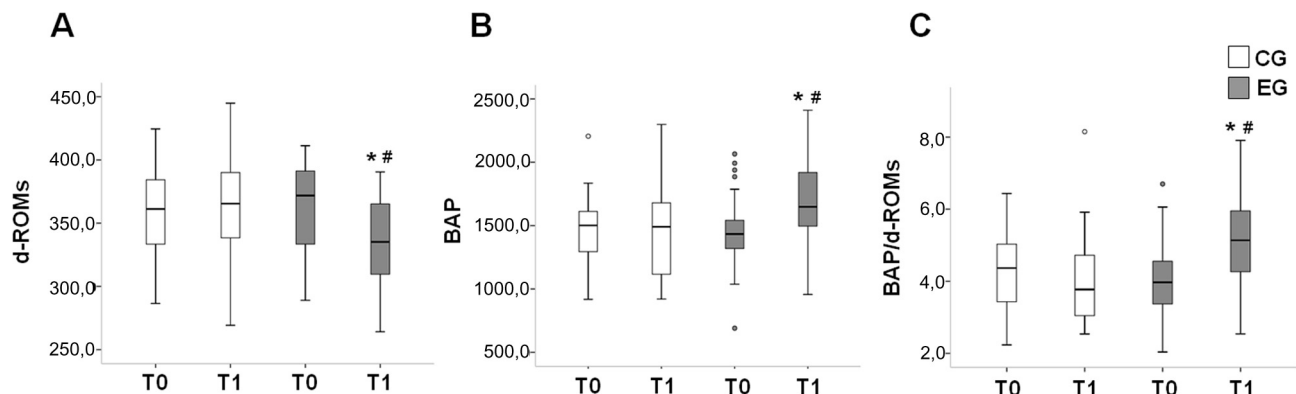 A
B
C
CG
EG
d-ROMs
450,0
400,0
350,0
300,0
250,0
* #
T0 T1 T0 T1
BAP
2500,0
2000,0
1500,0
1000,0
500,0
* #
T0 T1 T0 T1
BAP/d-ROMs
8,0
6,0
4,0
2,0
* #
T0 T1 T0 T1